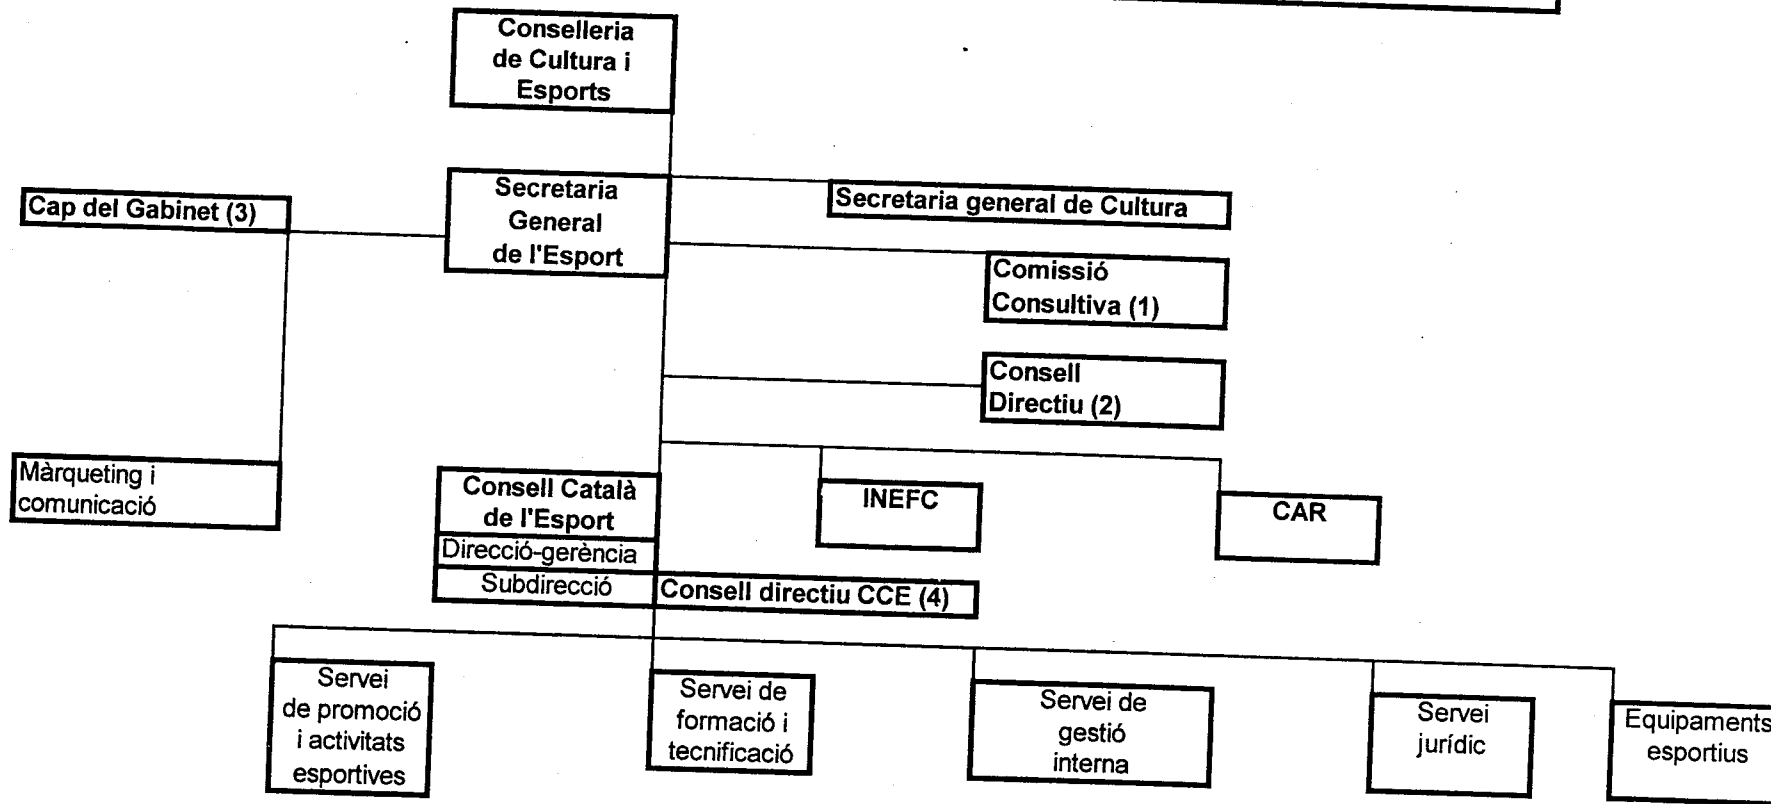 Conselleria
de Cultura i
Esports
Cap del Gabinet (3)
Secretaria
General
de l'Esport
Secretaria general de Cultura
Comissió
Consultiva (1)
Consell
Directiu (2)
Màrqueting i
comunicació
Consell Català
de l'Esport
Direcció-gerència
Subdirecció
Consell directiu CCE (4)
INEFC
CAR
Servei
de promoció
i activitats
esportives
Servei de
formació i
tecnificació
Servei de
gestió
interna
Servei
jurídic
Equipaments
esportius